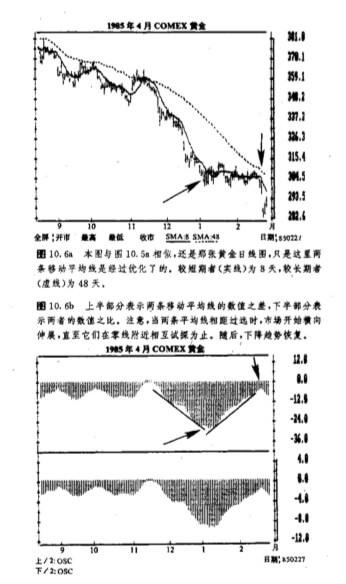 1985 年 4 月 COMEX 黄金
381.0
370.1
359.1
348.2
337.2
326.3
315.4
304.5
293.5
282.6
9 10 11 12 1 2 月
全屏 开市 最高 最低 收市 SMA:8 SMA:48 日期:850227
图 10.6a 本图与图 10.5a 相似,还是那张黄金日线图,只是这里两
条移动平均线是经过优化了的。较短期者(实线)为 8 天,较长期者
(虚线)为 48 天。
图 10.6b 上半部分表示两条移动平均线的数值之差,下半部分表
示两者的数值之比。注意,当两条平均线相距过远时,市场开始横向
伸展,直至它们在零线附近相互试探为止。随后,下降趋势恢复。
1985 年 4 月 COMEX 黄金
12.0
0.0
-12.0
-24.0
-36.0
4.0
0.0
-4.0
-8.0
-12.0
9 10 11 12 1 2 月
上/2:OSC 日期:850227
下/2:OSC